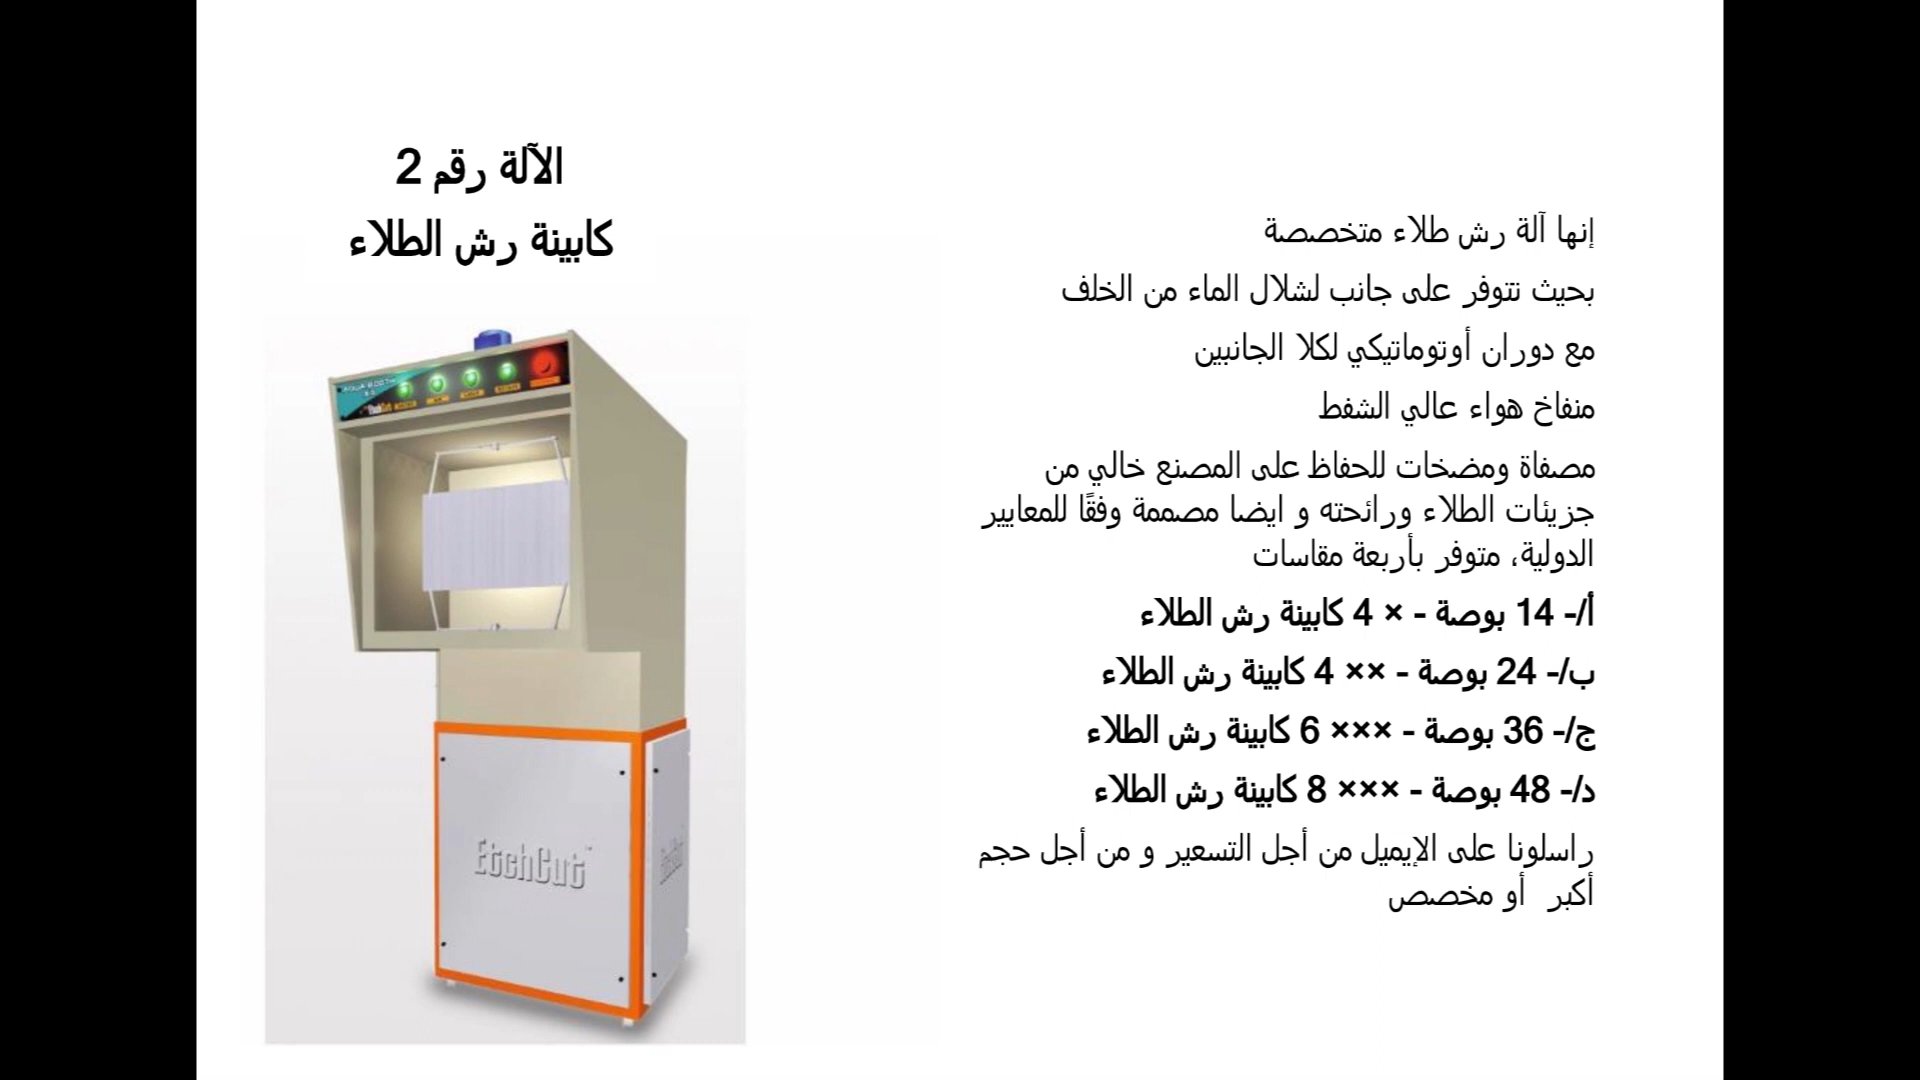 الآلة رقم 2
كابينة رش الطلاء
إنها آلة رش طلاء متخصصة
بحيث تتوفر على جانب لشلال الماء من الخلف
مع دوران أوتوماتيكي لكلا الجانبين
منفاخ هواء عالي الشفط
مصفاة ومضخات للحفاظ على المصنع خالي من
جزيئات الطلاء ورائحته و ايضا مصممة وفقًا للمعايير
الدولية، متوفر بأربعة مقاسات
أ/- 14 بوصة - × 4 كابينة رش الطلاء
ب/- 24 بوصة - ×× 4 كابينة رش الطلاء
ج/- 36 بوصة - ××× 6 كابينة رش الطلاء
د/- 48 بوصة - ××× 8 كابينة رش الطلاء
راسلونا على الإيميل من أجل التسعير و من أجل حجم
أكبر أو مخصص
AQUA BOOTH
EtchCut
EtchCut